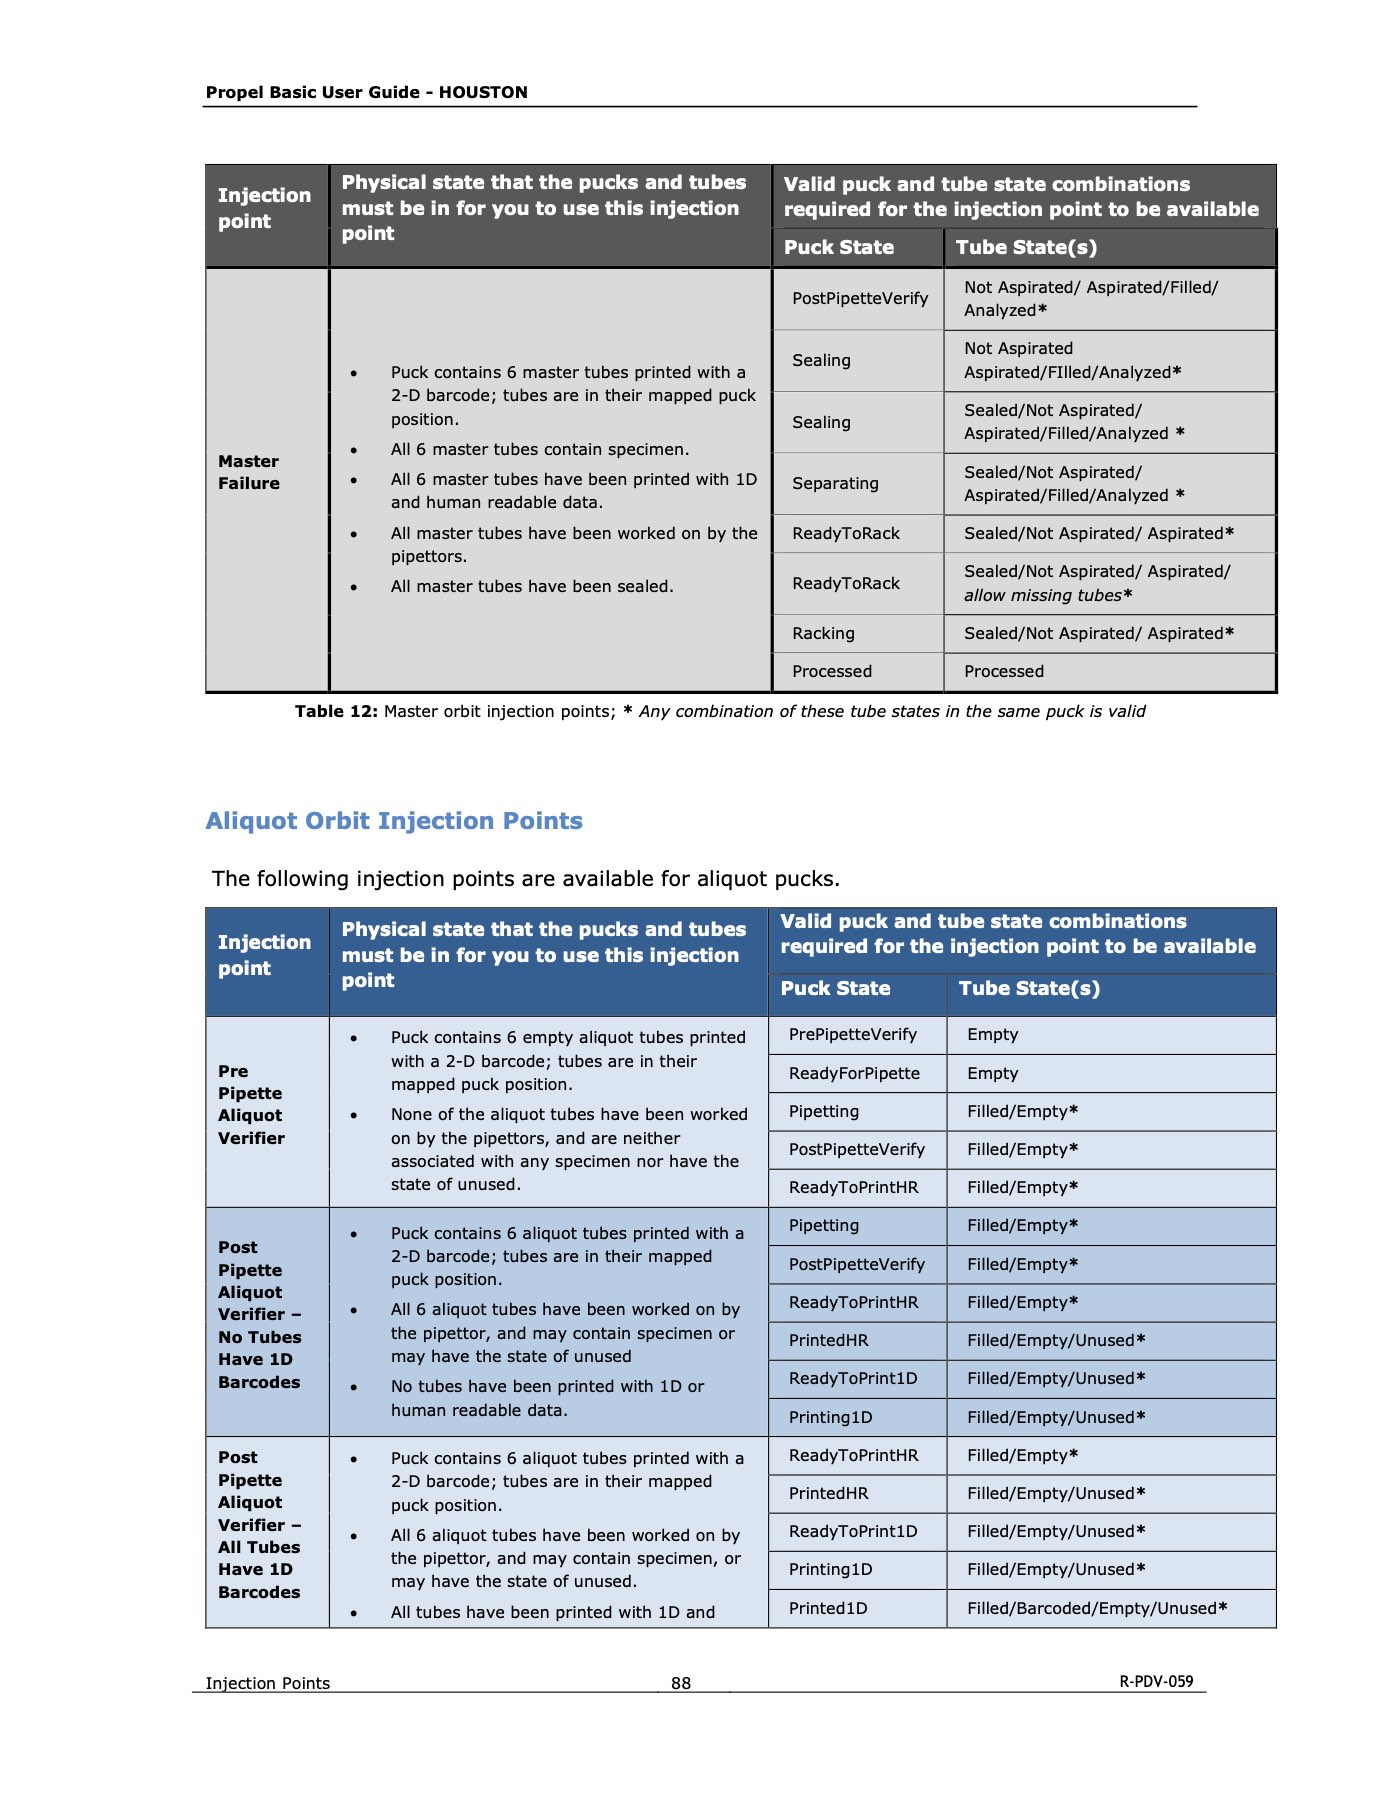 Propel Basic User Guide - HOUSTON
Injection
point
Physical state that the pucks and tubes
must be in for you to use this injection
point
Valid puck and tube state combinations
required for the injection point to be available
Puck State
Tube State(s)
Master
Failure
• Puck contains 6 master tubes printed with a
2-D barcode; tubes are in their mapped puck
position.
• All 6 master tubes contain specimen.
• All 6 master tubes have been printed with 1D
and human readable data.
• All master tubes have been worked on by the
pipettors.
• All master tubes have been sealed.
PostPipetteVerify
Not Aspirated/ Aspirated/Filled/
Analyzed*
Sealing
Not Aspirated
Aspirated/FIlled/Analyzed*
Sealing
Sealed/Not Aspirated/
Aspirated/Filled/Analyzed *
Separating
Sealed/Not Aspirated/
Aspirated/Filled/Analyzed *
ReadyToRack
Sealed/Not Aspirated/ Aspirated*
ReadyToRack
Sealed/Not Aspirated/ Aspirated/
allow missing tubes*
Racking
Sealed/Not Aspirated/ Aspirated*
Processed
Processed
Table 12: Master orbit injection points; * Any combination of these tube states in the same puck is valid
Aliquot Orbit Injection Points
The following injection points are available for aliquot pucks.
Injection
point
Physical state that the pucks and tubes
must be in for you to use this injection
point
Valid puck and tube state combinations
required for the injection point to be available
Puck State
Tube State(s)
Pre
Pipette
Aliquot
Verifier
• Puck contains 6 empty aliquot tubes printed
with a 2-D barcode; tubes are in their
mapped puck position.
• None of the aliquot tubes have been worked
on by the pipettors, and are neither
associated with any specimen nor have the
state of unused.
PrePipetteVerify
Empty
ReadyForPipette
Empty
Pipetting
Filled/Empty*
PostPipetteVerify
Filled/Empty*
ReadyToPrintHR
Filled/Empty*
Post
Pipette
Aliquot
Verifier –
No Tubes
Have 1D
Barcodes
• Puck contains 6 aliquot tubes printed with a
2-D barcode; tubes are in their mapped
puck position.
• All 6 aliquot tubes have been worked on by
the pipettor, and may contain specimen or
may have the state of unused
• No tubes have been printed with 1D or
human readable data.
Pipetting
Filled/Empty*
PostPipetteVerify
Filled/Empty*
ReadyToPrintHR
Filled/Empty*
PrintedHR
Filled/Empty/Unused*
ReadyToPrint1D
Filled/Empty/Unused*
Printing1D
Filled/Empty/Unused*
Post
Pipette
Aliquot
Verifier –
All Tubes
Have 1D
Barcodes
• Puck contains 6 aliquot tubes printed with a
2-D barcode; tubes are in their mapped
puck position.
• All 6 aliquot tubes have been worked on by
the pipettor, and may contain specimen, or
may have the state of unused.
• All tubes have been printed with 1D and
ReadyToPrintHR
Filled/Empty*
PrintedHR
Filled/Empty/Unused*
ReadyToPrint1D
Filled/Empty/Unused*
Printing1D
Filled/Empty/Unused*
Printed1D
Filled/Barcoded/Empty/Unused*
Injection Points
88
R-PDV-059